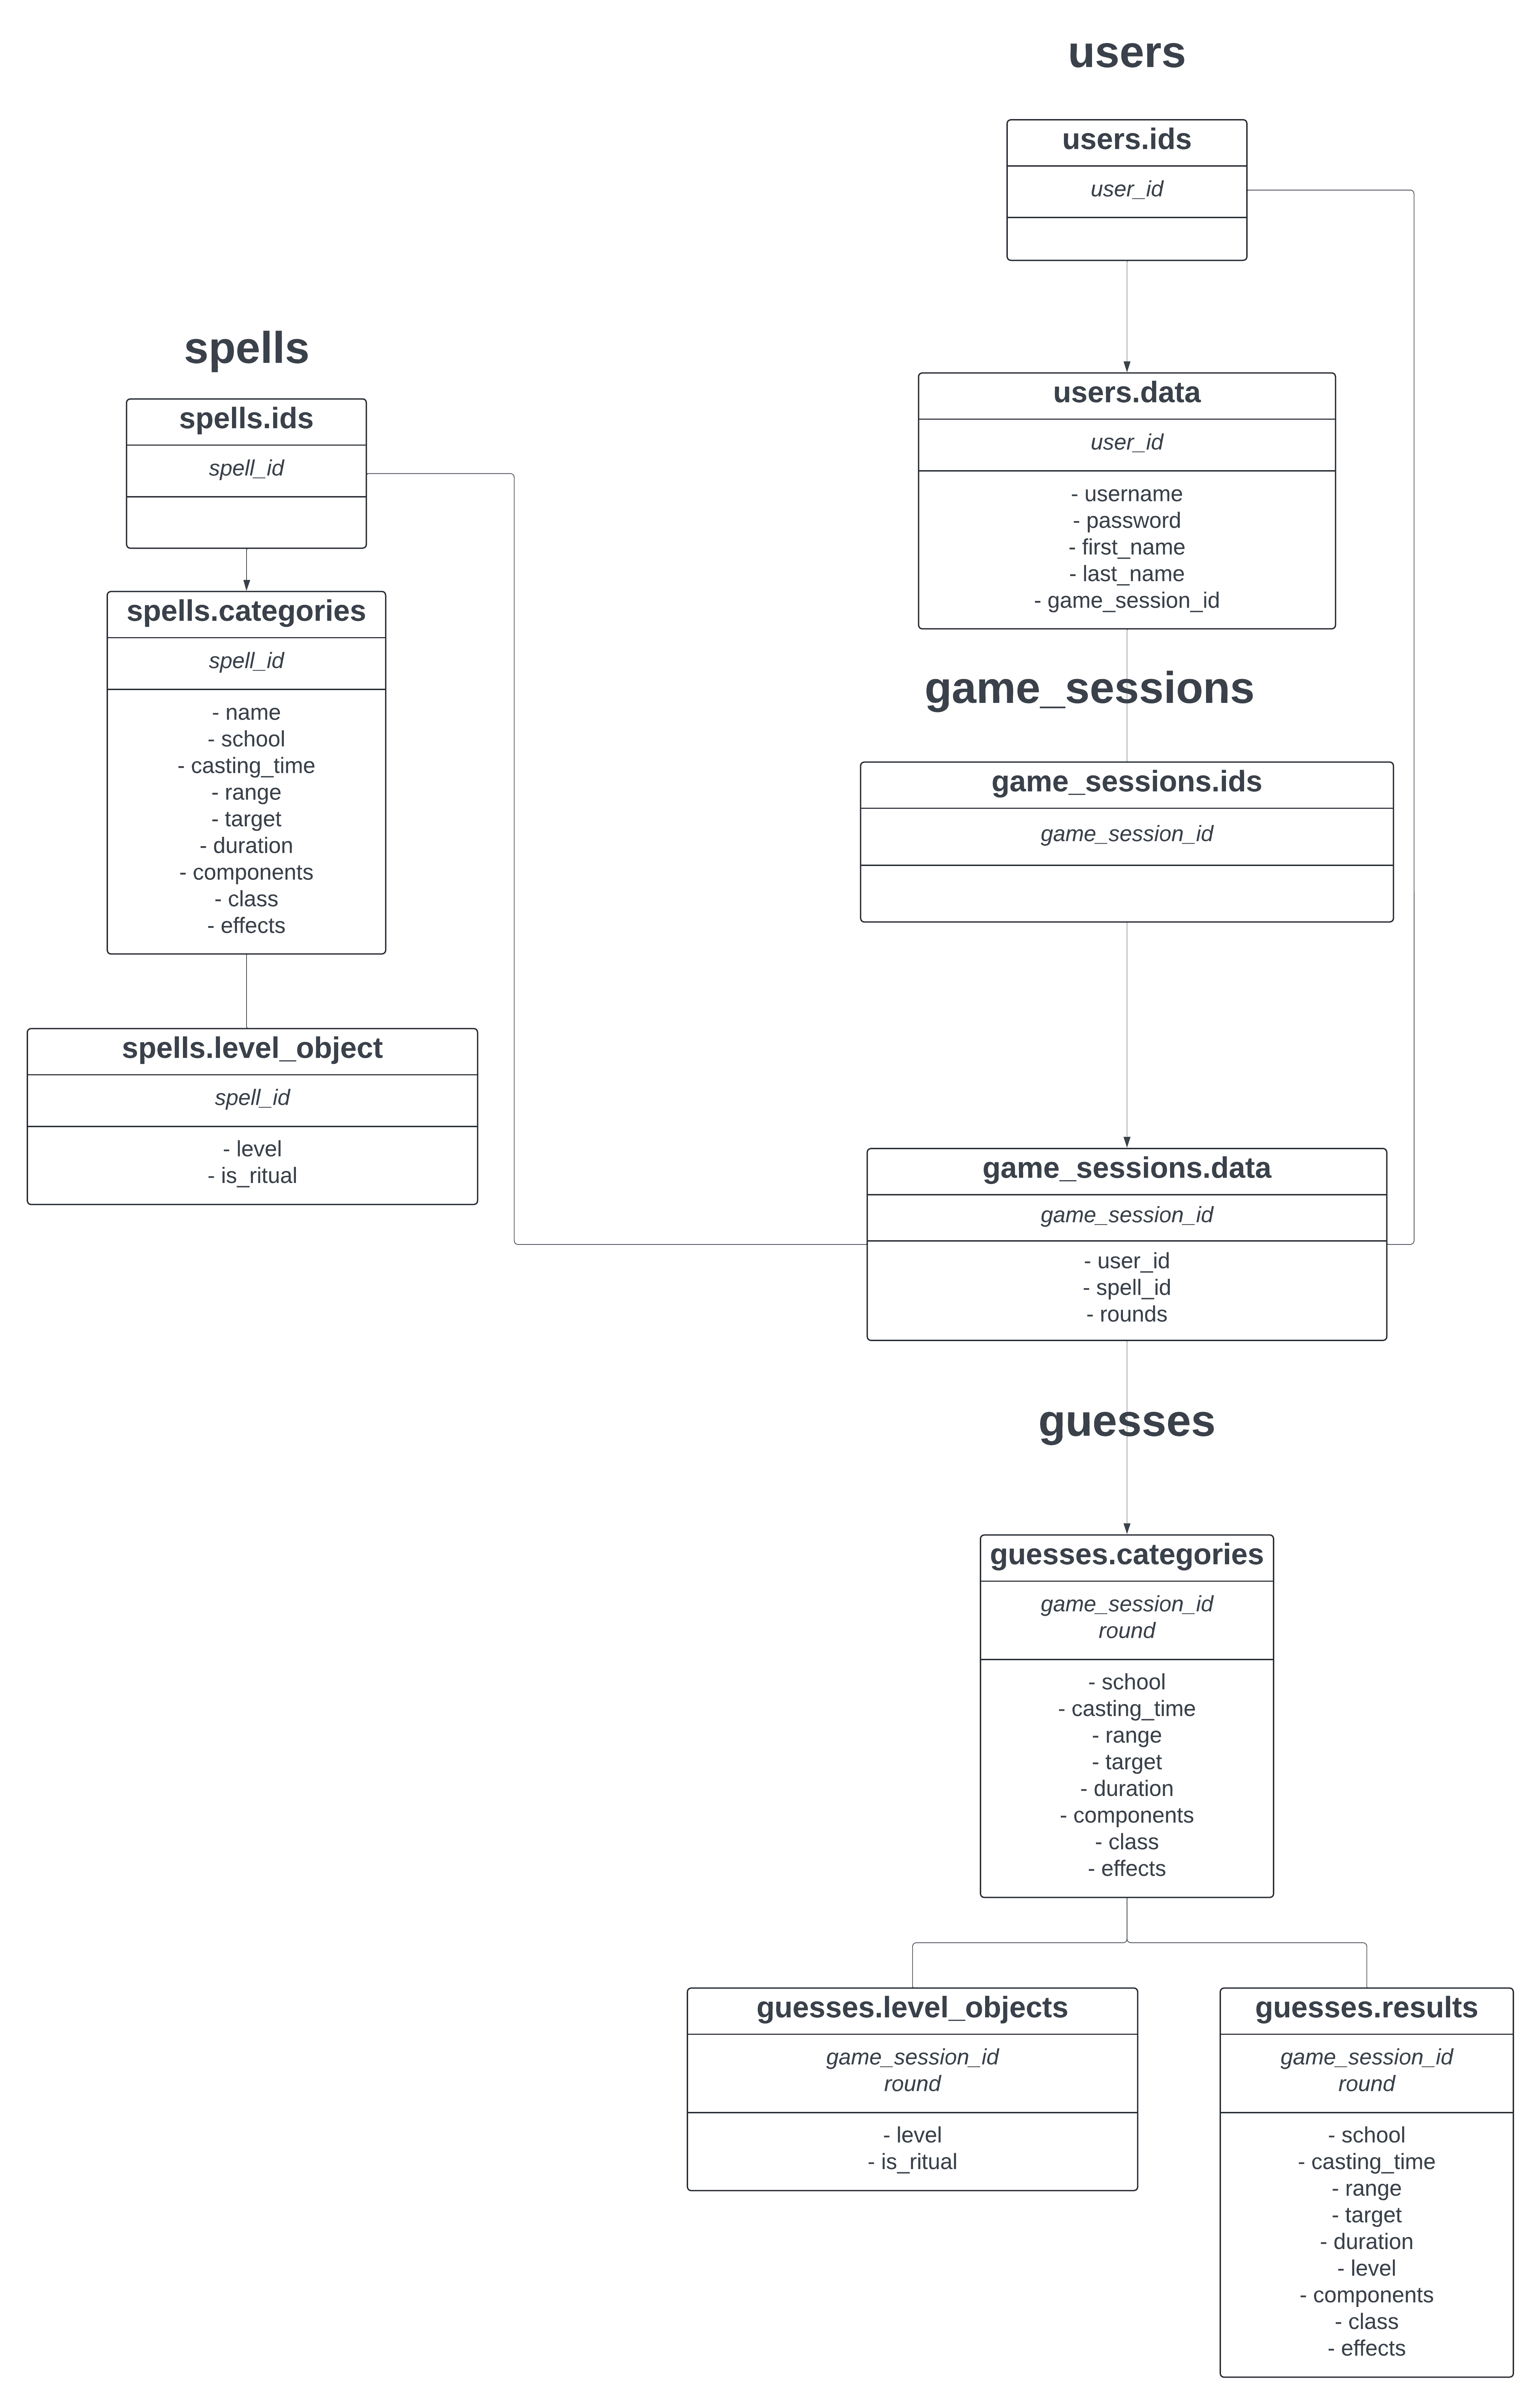 users
users.ids
user_id
spells
spells.ids
spell_id
spells.categories
spell_id
- name
- school
- casting_time
- range
- target
- duration
- components
- class
- effects
spells.level_object
spell_id
- level
- is_ritual
users.data
user_id
- username
- password
- first_name
- last_name
- game_session_id
game_sessions
game_sessions.ids
game_session_id
game_sessions.data
game_session_id
- user_id
- spell_id
- rounds
guesses
guesses.categories
game_session_id
round
- school
- casting_time
- range
- target
- duration
- components
- class
- effects
guesses.level_objects
game_session_id
round
- level
- is_ritual
guesses.results
game_session_id
round
- school
- casting_time
- range
- target
- duration
- level
- components
- class
- effects